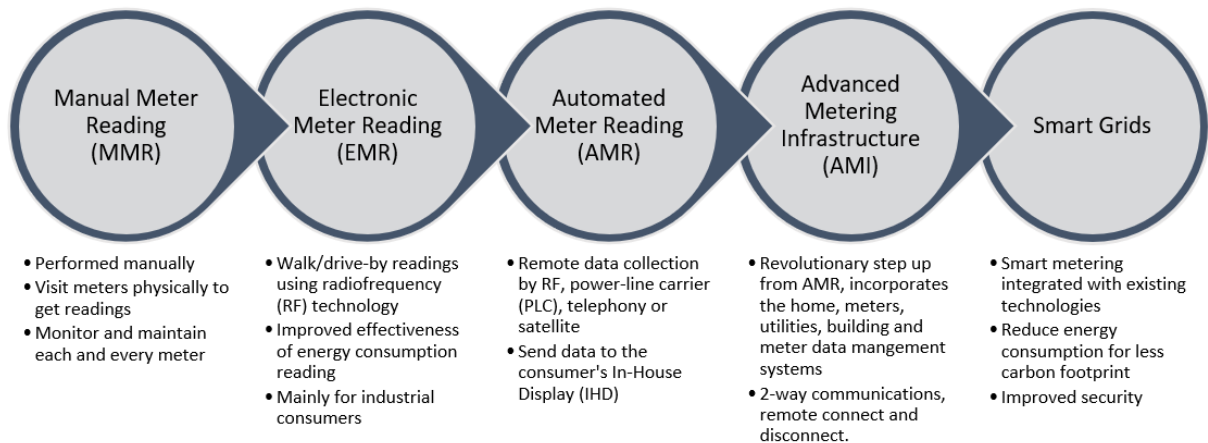 Manual Meter
Reading
(MMR)
Electronic
Meter Reading
(EMR)
Automated
Meter Reading
(AMR)
Advanced
Metering
Infrastructure
(AMI)
Smart Grids
• Performed manually
• Visit meters physically to
get readings
• Monitor and maintain
each and every meter
• Walk/drive-by readings
using radiofrequency
(RF) technology
• Improved effectiveness
of energy consumption
reading
• Mainly for industrial
consumers
• Remote data collection
by RF, power-line carrier
(PLC), telephony or
satellite
• Send data to the
consumer's In-House
Display (IHD)
• Revolutionary step up
from AMR, incorporates
the home, meters,
utilities, building and
meter data mangement
systems
• 2-way communications,
remote connect and
disconnect.
• Smart metering
integrated with existing
technologies
• Reduce energy
consumption for less
carbon footprint
• Improved security